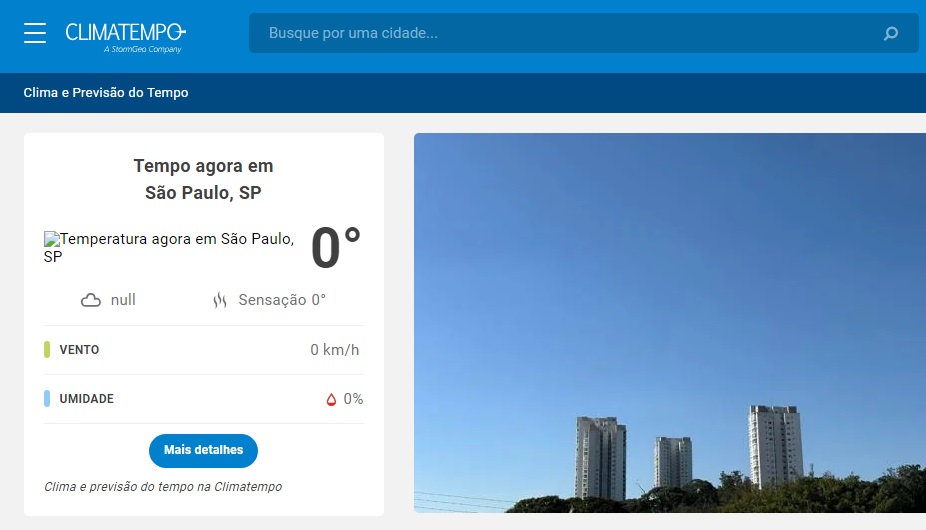 CLIMATEMPO
A StormGeo Company
Busque por uma cidade...
Clima e Previsão do Tempo
Tempo agora em
São Paulo, SP
Temperatura agora em São Paulo,
SP
0°
null
Sensação 0°
VENTO
0 km/h
UMIDADE
0%
Mais detalhes
Clima e previsão do tempo na Climatempo